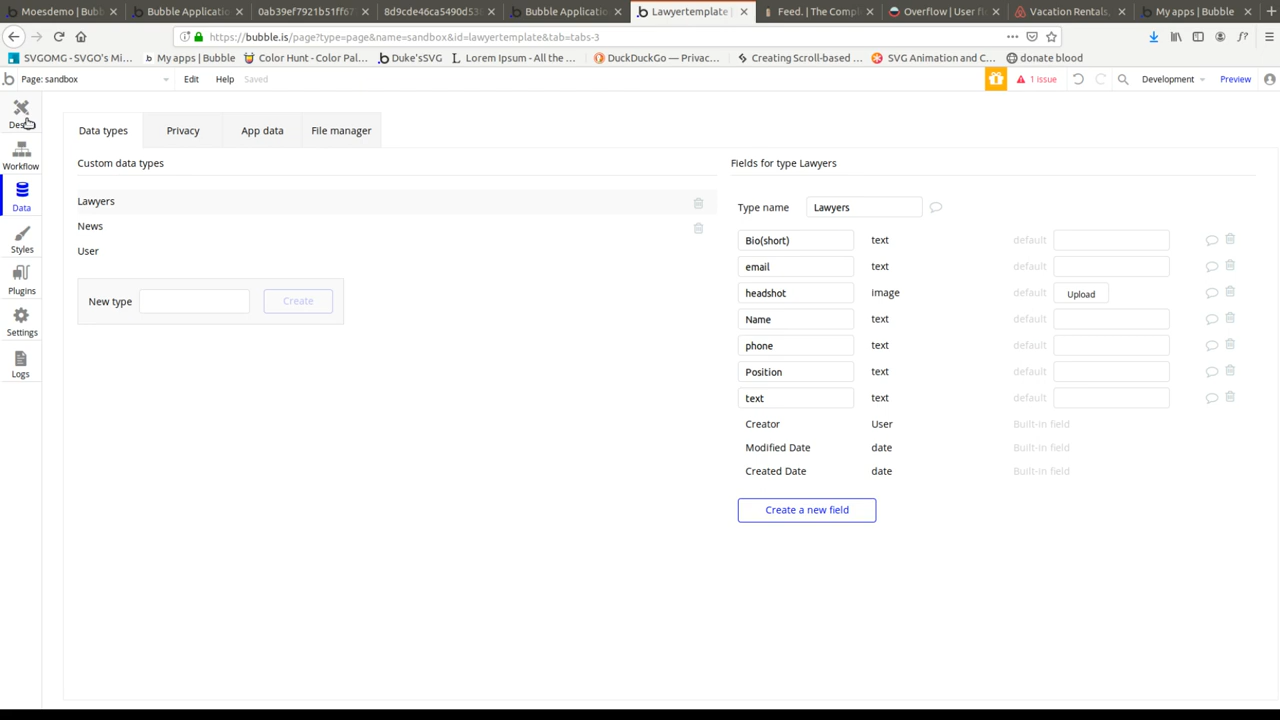 Moesdemo | Bubb
Bubble Application
0ab39ef7921b51ff67
8d9cde46ca5490d53
Bubble Application
Lawyertemplate |
Feed. | The Compl
Overflow | User fl
Vacation Rentals,
My apps | Bubble
https://bubble.is/page?type=page&name=sandbox&id=lawyertemplate&tab=tabs-3
SVGOMG - SVGO's Mi…
My apps | Bubble
Color Hunt - Color Pal…
Duke'sSVG
Lorem Ipsum - All the …
DuckDuckGo — Privac…
Creating Scroll-based …
SVG Animation and C…
donate blood
Page: sandbox
Edit
Help
Saved
1 issue
Development
Preview
Des
Workflow
Data
Styles
Plugins
Settings
Logs
Data types
Privacy
App data
File manager
Custom data types
Lawyers
News
User
New type
Create
Fields for type Lawyers
Type name Lawyers
Bio(short) text default
email text default
headshot image default Upload
Name text default
phone text default
Position text default
text text default
Creator User Built-in field
Modified Date date Built-in field
Created Date date Built-in field
Create a new field